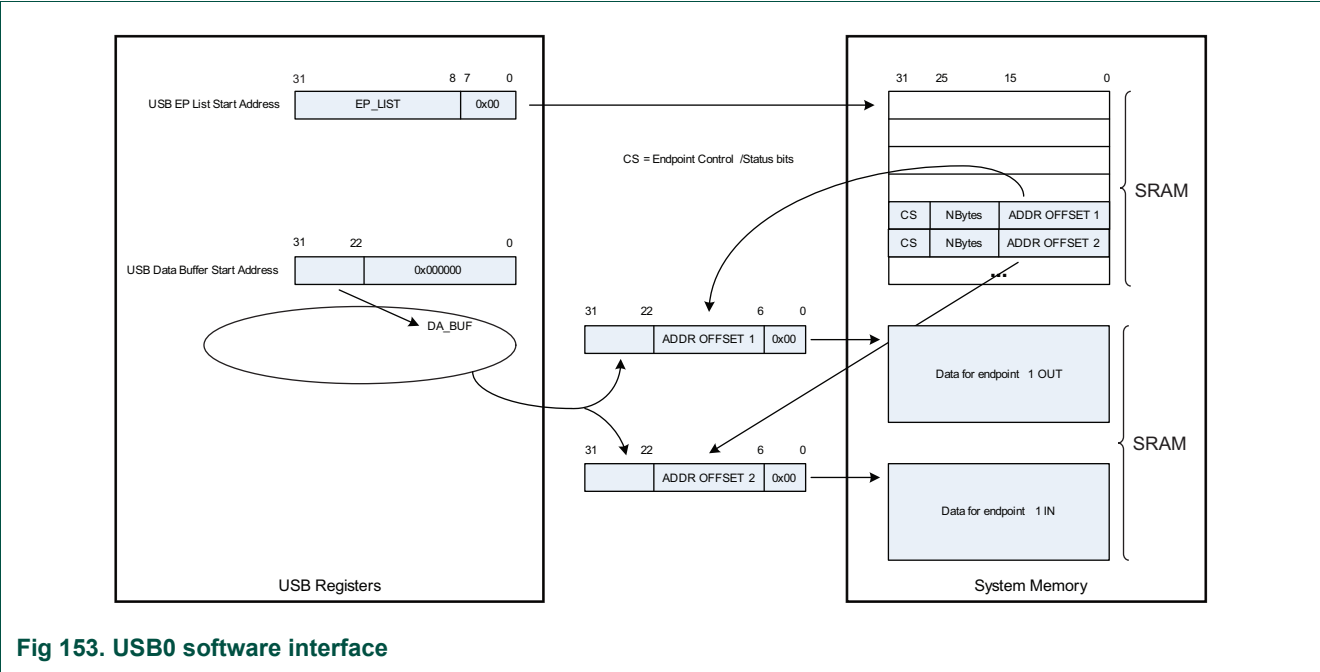 31 8 7 0
USB EP List Start Address EP_LIST 0x00
CS = Endpoint Control /Status bits
31 22 0
USB Data Buffer Start Address 0x000000
DA_BUF
USB Registers
31 22 6 0
ADDR OFFSET 1 0x00
31 22 6 0
ADDR OFFSET 2 0x00
31 25 15 0
CS NBytes ADDR OFFSET 1
CS NBytes ADDR OFFSET 2
...
SRAM
Data for endpoint 1 OUT
SRAM
Data for endpoint 1 IN
System Memory
Fig 153. USB0 software interface